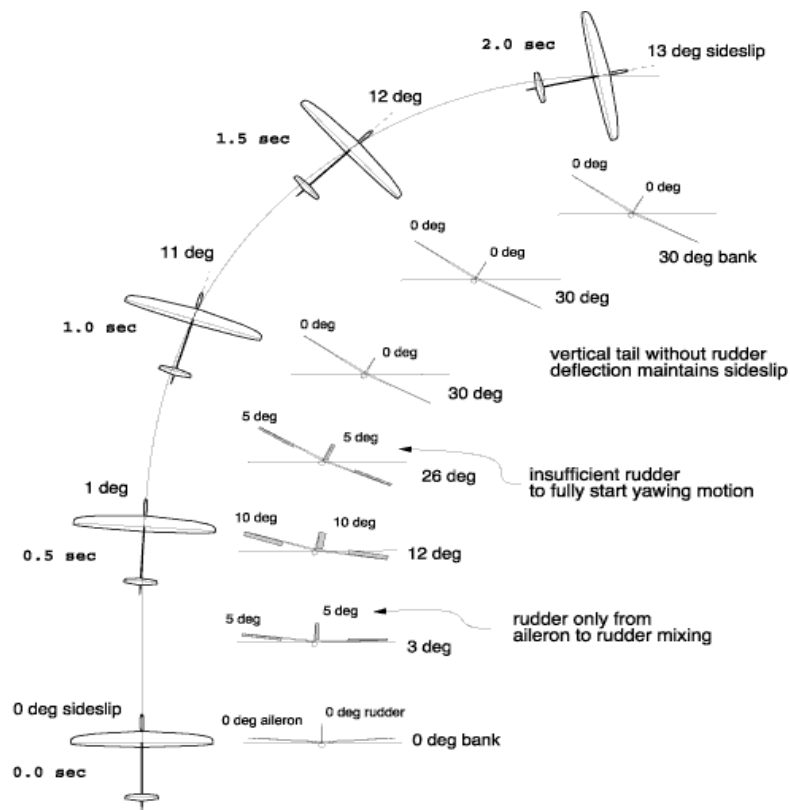 2.0 sec
13 deg sideslip
12 deg
1.5 sec
0 deg
0 deg
30 deg bank
0 deg
0 deg
11 deg
30 deg
1.0 sec
0 deg
0 deg
vertical tail without rudder
deflection maintains sideslip
30 deg
5 deg
5 deg
26 deg
insufficient rudder
to fully start yawing motion
1 deg
10 deg
10 deg
0.5 sec
12 deg
5 deg
5 deg
rudder only from
aileron to rudder mixing
3 deg
0 deg sideslip
0 deg aileron
0 deg rudder
0 deg bank
0.0 sec